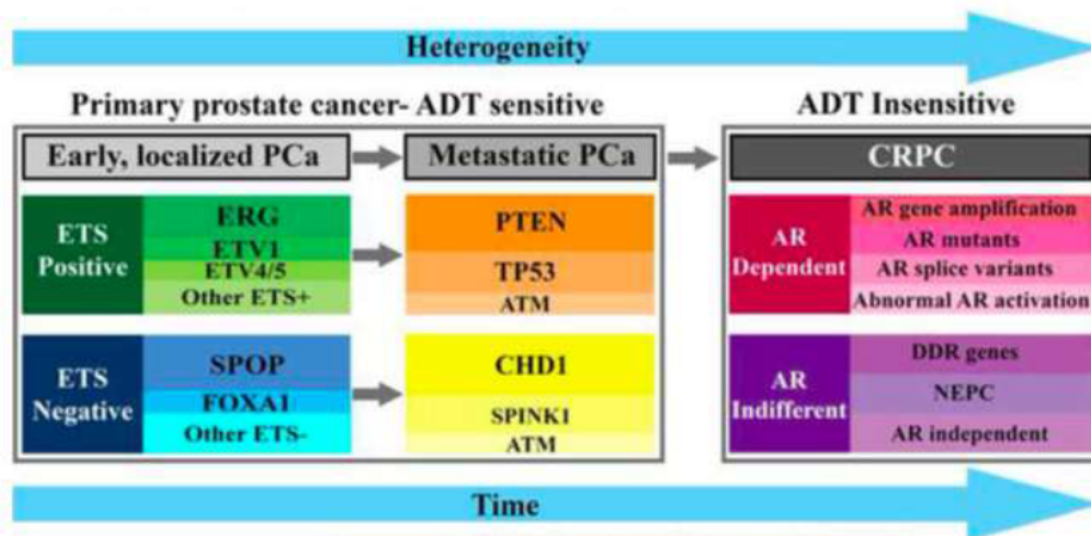 Heterogeneity
Primary prostate cancer- ADT sensitive
ADT Insensitive
Early, localized PCa
Metastatic PCa
CRPC
ETS
Positive
ERG
ETV1
ETV4/5
Other ETS+
PTEN
TP53
ATM
AR
Dependent
AR gene amplification
AR mutants
AR splice variants
Abnormal AR activation
ETS
Negative
SPOP
FOXA1
Other ETS-
CHD1
SPINK1
ATM
AR
Indifferent
DDR genes
NEPC
AR independent
Time